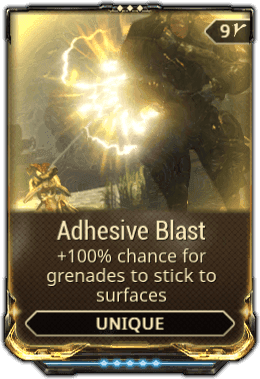 9
Adhesive Blast
+100% chance for
grenades to stick to
surfaces
UNIQUE